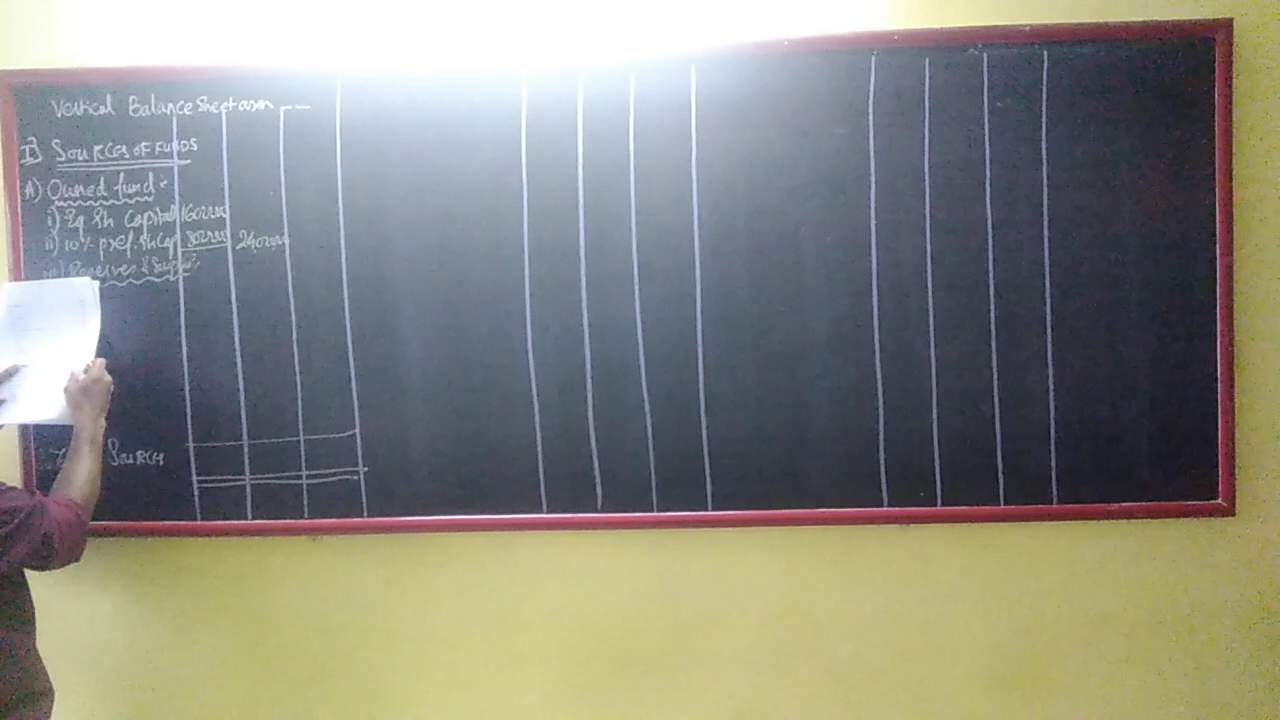 Vertical Balance Sheet as on ----
I] SOURCES OF FUNDS
A) Owned fund:
i) Eq Sh Capital 160000
ii) 10% pref. Sh Cap 80000 240000
iii) Reserves & Surplus
SOURCES